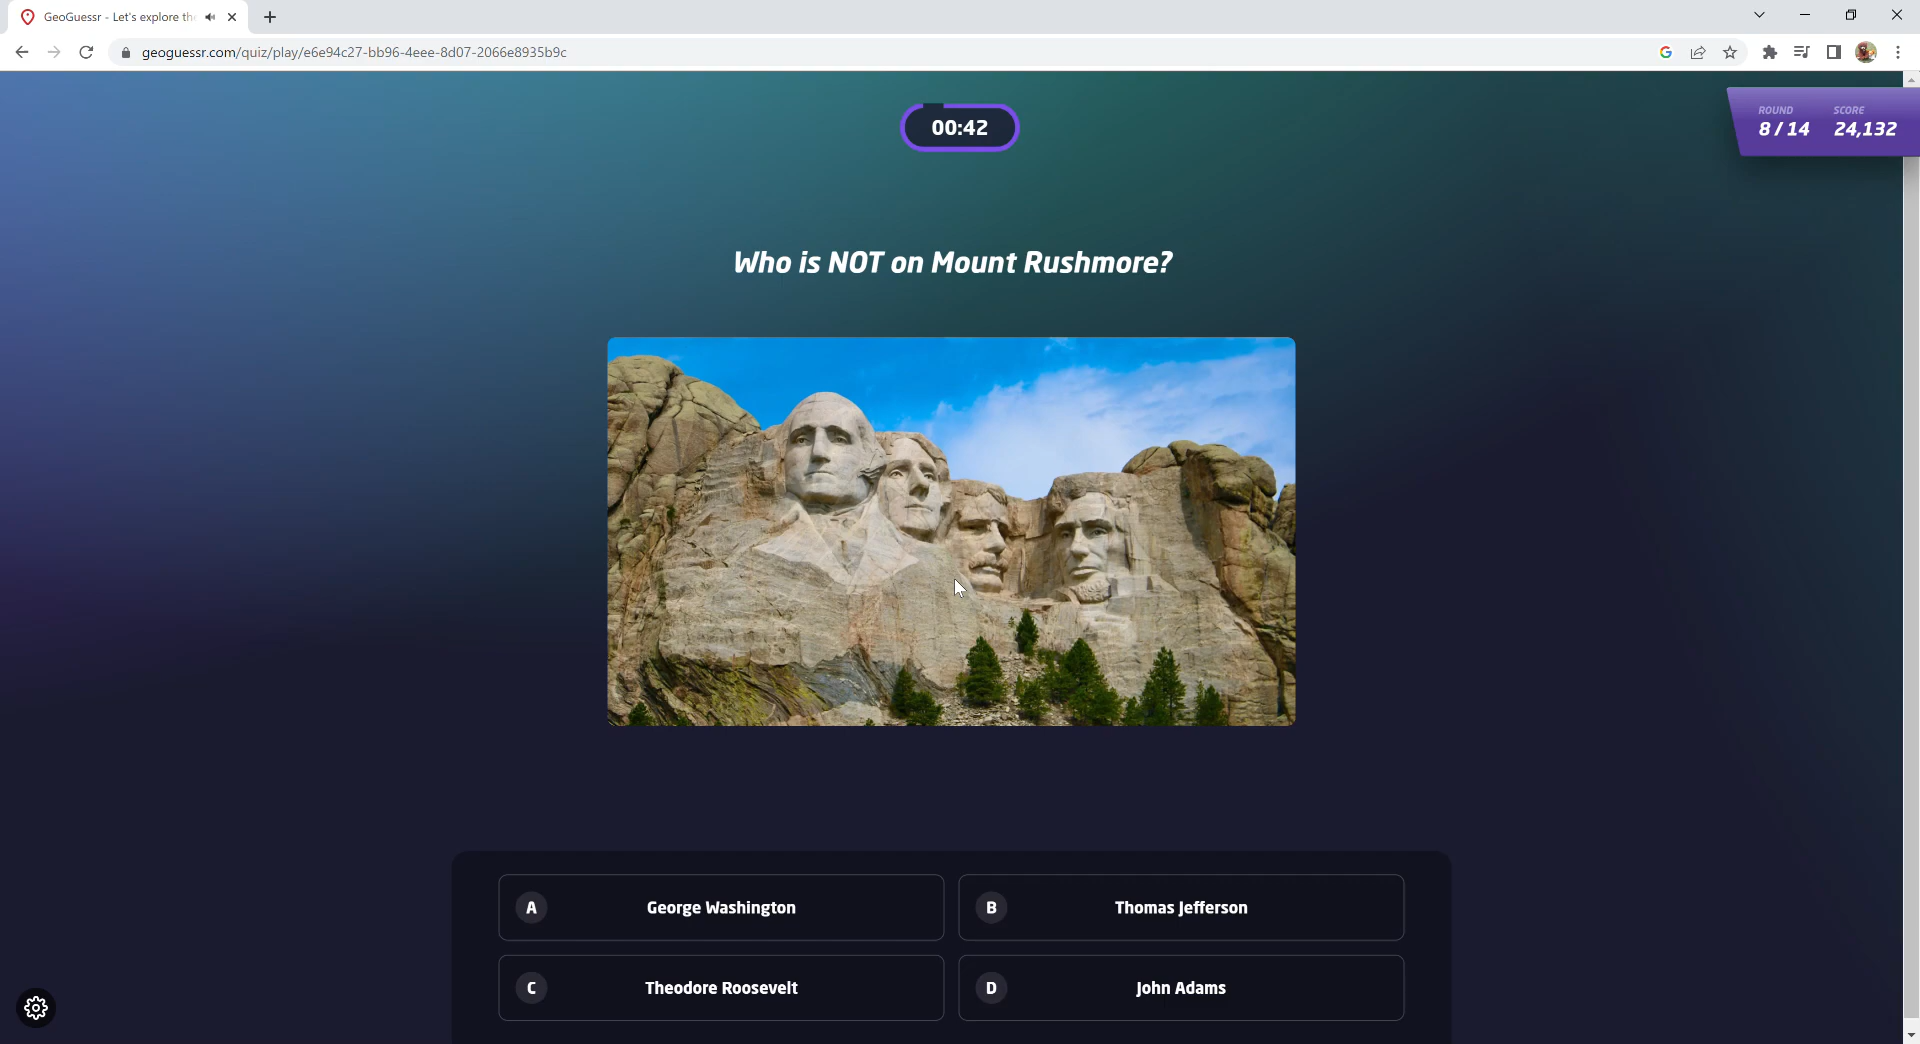 GeoGuessr - Let's explore th
geoguessr.com/quiz/play/e6e94c27-bb96-4eee-8d07-2066e8935b9c
00:42
ROUND SCORE
8 / 14 24,132
Who is NOT on Mount Rushmore?
A George Washington
B Thomas Jefferson
C Theodore Roosevelt
D John Adams